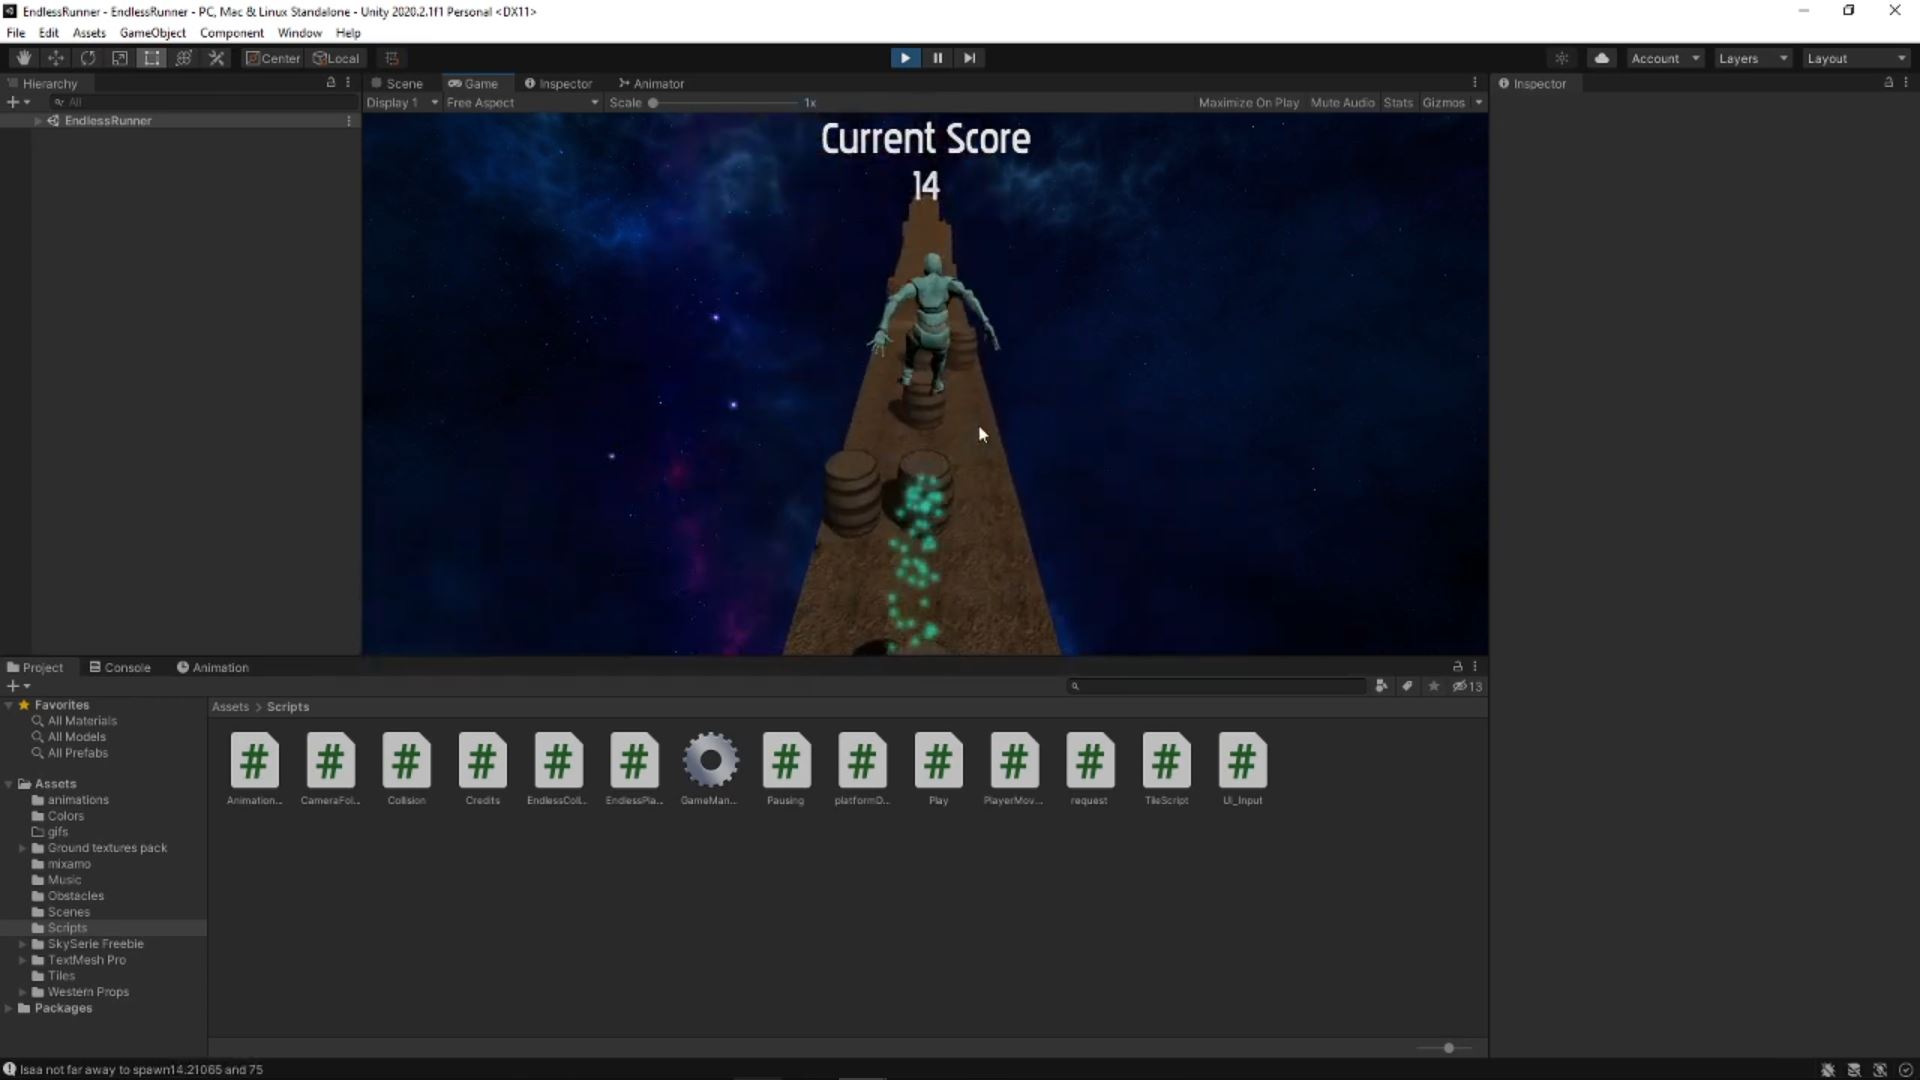 EndlessRunner - EndlessRunner - PC, Mac & Linux Standalone - Unity 2020.2.1f1 Personal <DX11>
File Edit Assets GameObject Component Window Help
Center Local Account Layers Layout
Hierarchy Scene Game Inspector Animator Inspector
All Display 1 Free Aspect Scale 1x Maximize On Play Mute Audio Stats Gizmos
EndlessRunner
Current Score
14
Project Console Animation
13
Favorites
All Materials
All Models
All Prefabs
Assets
animations
Colors
gifs
Ground textures pack
mixamo
Music
Obstacles
Scenes
Scripts
SkySerie Freebie
TextMesh Pro
Tiles
Western Props
Packages
Assets > Scripts
# # # # # # # # # # # # #
Animation... CameraFol... Collision Credits EndlessColl... EndlessPla... GameMan... Pausing platformD... Play PlayerMov... request TileScript UI_Input
Isaa not far away to spawn14.21065 and 75